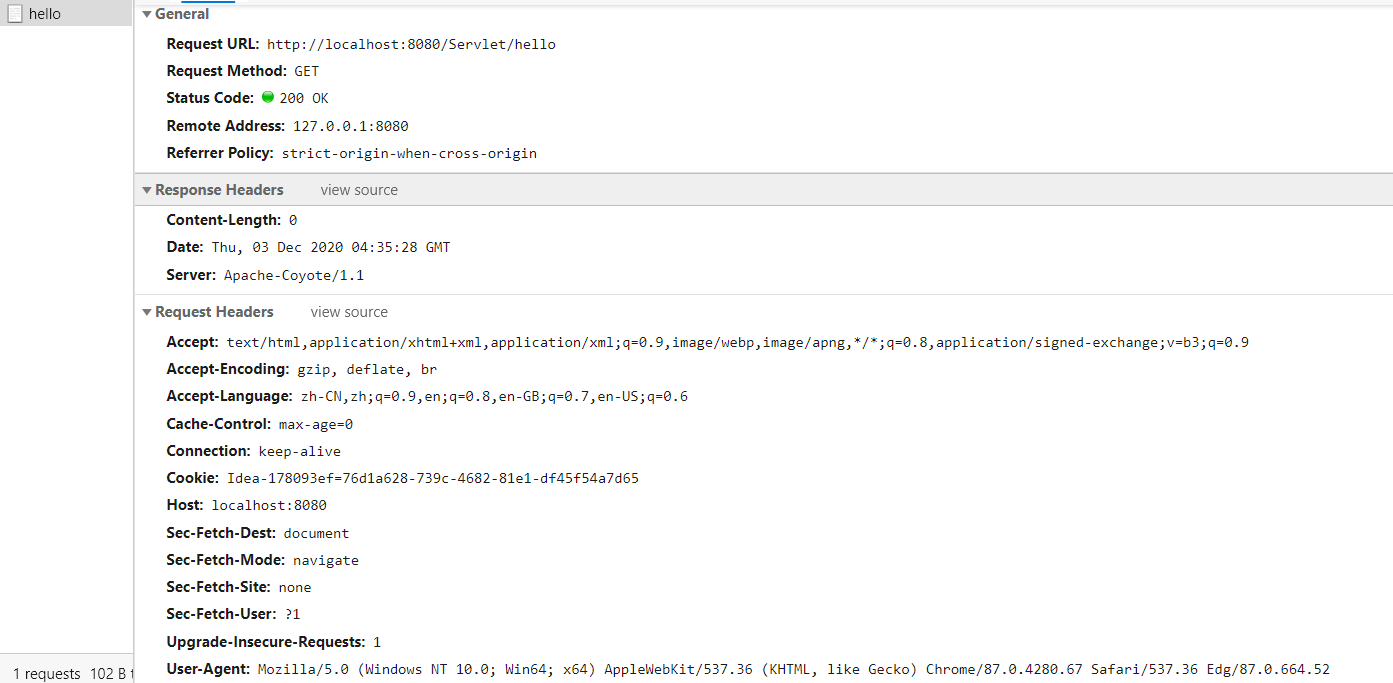 hello
General
Request URL: http://localhost:8080/Servlet/hello
Request Method: GET
Status Code: 200 OK
Remote Address: 127.0.0.1:8080
Referrer Policy: strict-origin-when-cross-origin
Response Headers view source
Content-Length: 0
Date: Thu, 03 Dec 2020 04:35:28 GMT
Server: Apache-Coyote/1.1
Request Headers view source
Accept: text/html,application/xhtml+xml,application/xml;q=0.9,image/webp,image/apng,*/*;q=0.8,application/signed-exchange;v=b3;q=0.9
Accept-Encoding: gzip, deflate, br
Accept-Language: zh-CN,zh;q=0.9,en;q=0.8,en-GB;q=0.7,en-US;q=0.6
Cache-Control: max-age=0
Connection: keep-alive
Cookie: Idea-178093ef=76d1a628-739c-4682-81e1-df45f54a7d65
Host: localhost:8080
Sec-Fetch-Dest: document
Sec-Fetch-Mode: navigate
Sec-Fetch-Site: none
Sec-Fetch-User: ?1
Upgrade-Insecure-Requests: 1
User-Agent: Mozilla/5.0 (Windows NT 10.0; Win64; x64) AppleWebKit/537.36 (KHTML, like Gecko) Chrome/87.0.4280.67 Safari/537.36 Edg/87.0.664.52
1 requests 102 B